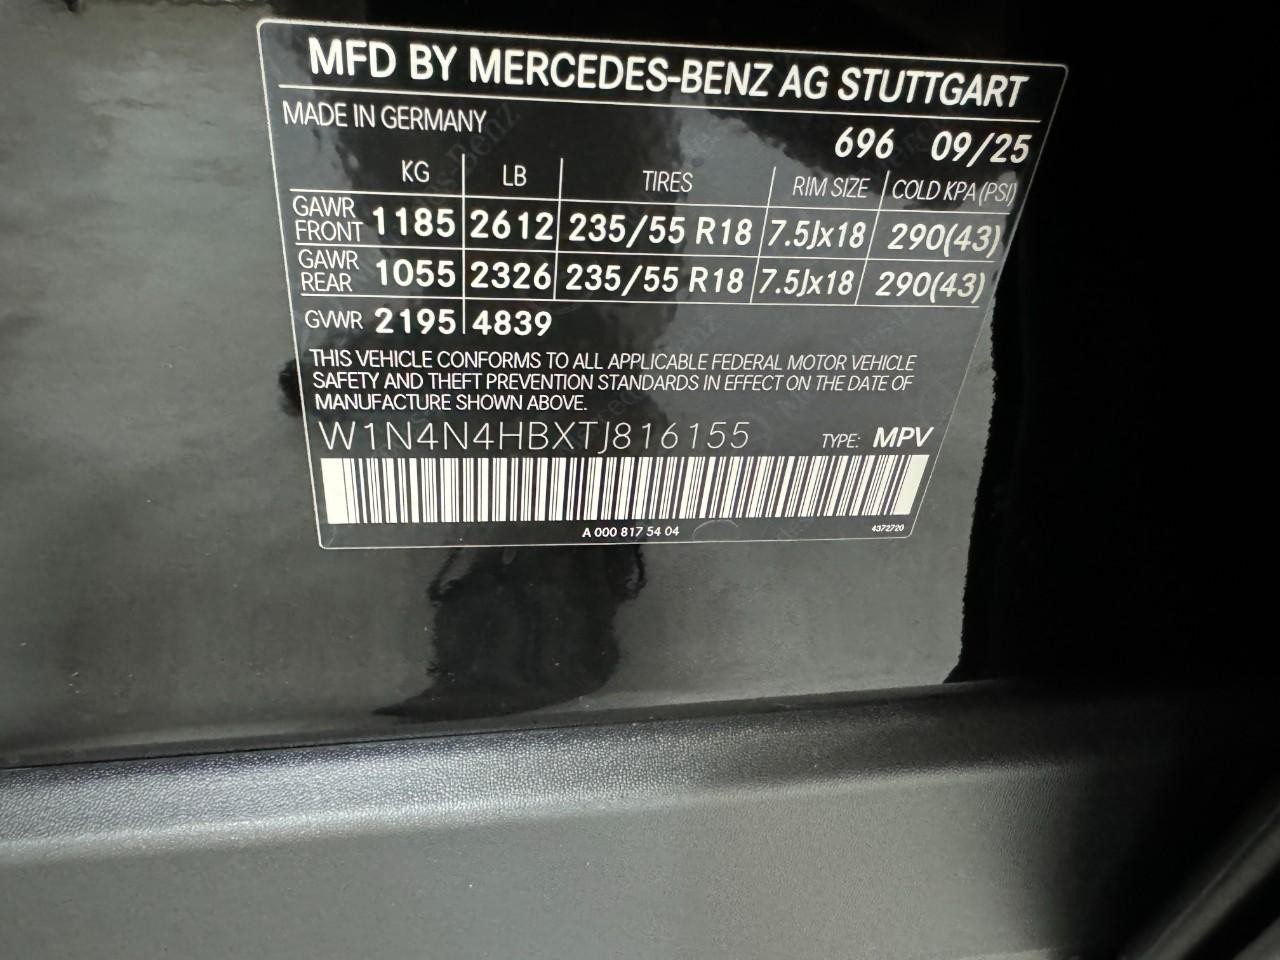 MFD BY MERCEDES-BENZ AG STUTTGART
MADE IN GERMANY
696 09/25
KG LB TIRES RIM SIZE COLD KPA (PSI)
GAWR FRONT 1185 2612 235/55 R18 7.5Jx18 290(43)
GAWR REAR 1055 2326 235/55 R18 7.5Jx18 290(43)
GVWR 2195 4839
THIS VEHICLE CONFORMS TO ALL APPLICABLE FEDERAL MOTOR VEHICLE
SAFETY AND THEFT PREVENTION STANDARDS IN EFFECT ON THE DATE OF
MANUFACTURE SHOWN ABOVE.
W1N4N4HBXTJ816155 TYPE: MPV
A 000 817 54 04 4372720